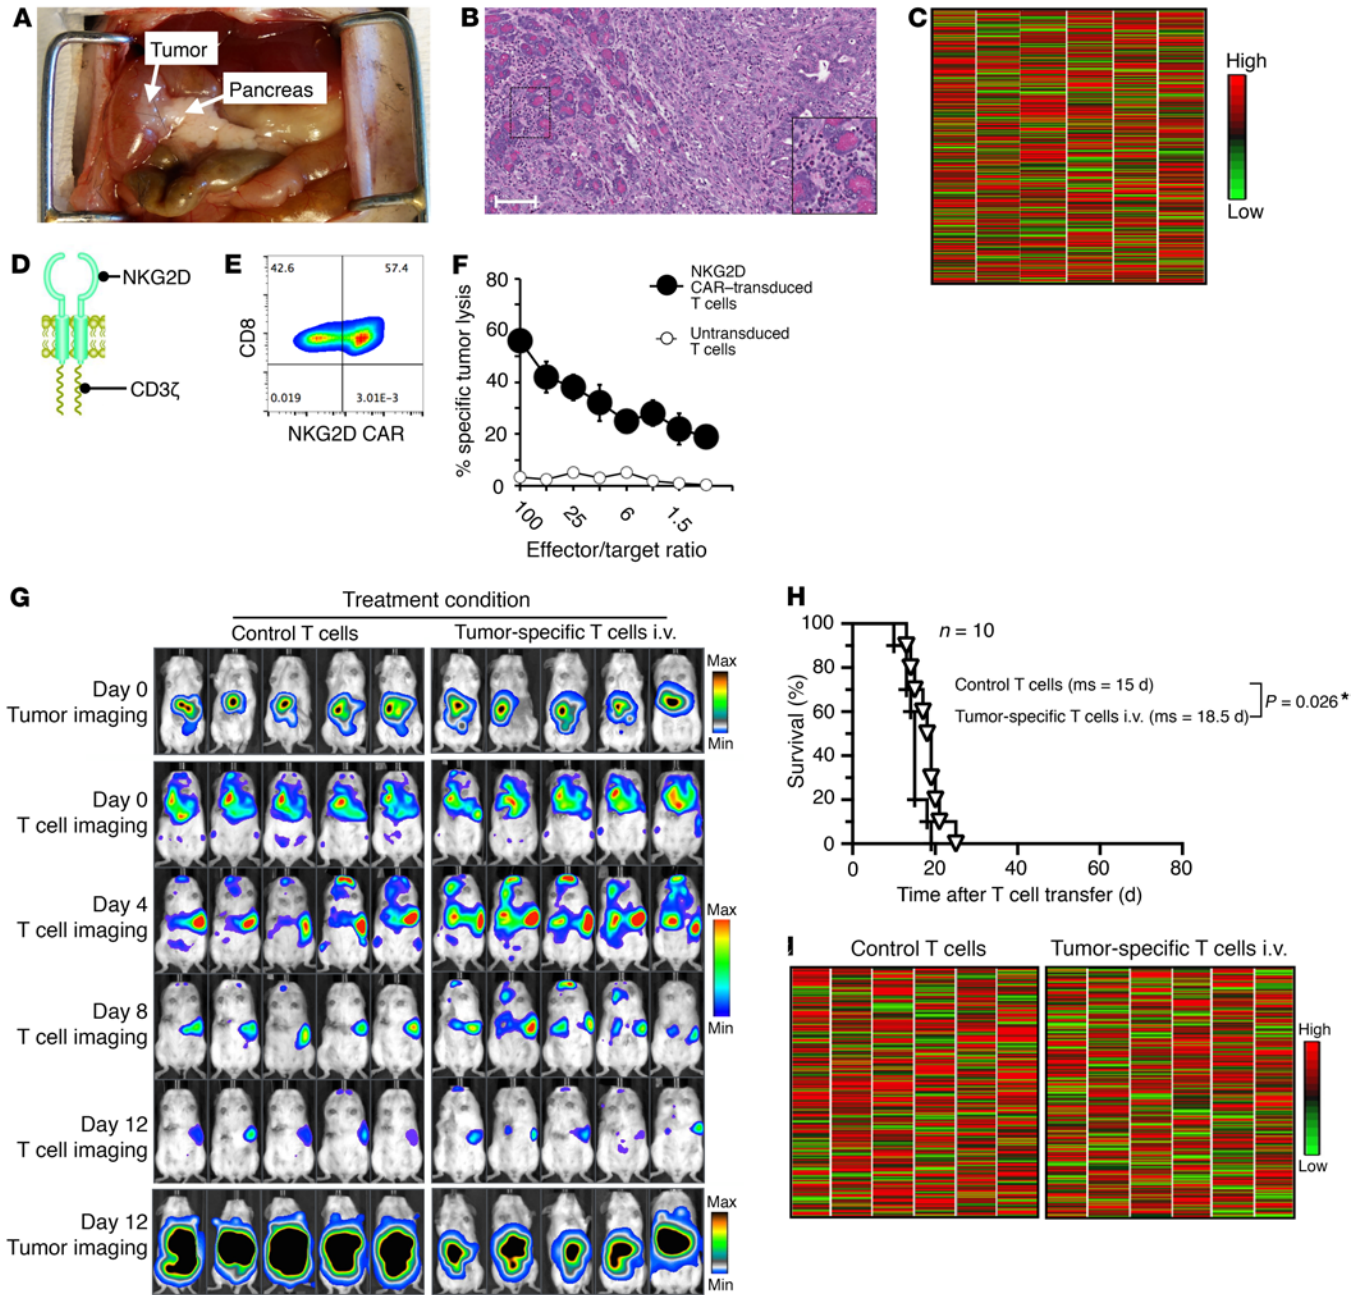 A
Tumor
Pancreas
B
C
High
Low
D
NKG2D
CD3ζ
E
42.6
57.4
CD8
0.019
3.01E-3
NKG2D CAR
F
% specific tumor lysis
80
60
40
20
0
100
25
6
1.5
Effector/target ratio
NKG2D
CAR–transduced
T cells
Untransduced
T cells
G
Treatment condition
Control T cells
Tumor-specific T cells i.v.
Day 0
Tumor imaging
Max
Min
Day 0
T cell imaging
Day 4
T cell imaging
Max
Min
Day 8
T cell imaging
Day 12
T cell imaging
Day 12
Tumor imaging
Max
Min
H
Survival (%)
100
80
60
40
20
0
0
20
40
60
80
Time after T cell transfer (d)
n = 10
Control T cells (ms = 15 d)
Tumor-specific T cells i.v. (ms = 18.5 d)
P = 0.026*
I
Control T cells
Tumor-specific T cells i.v.
High
Low